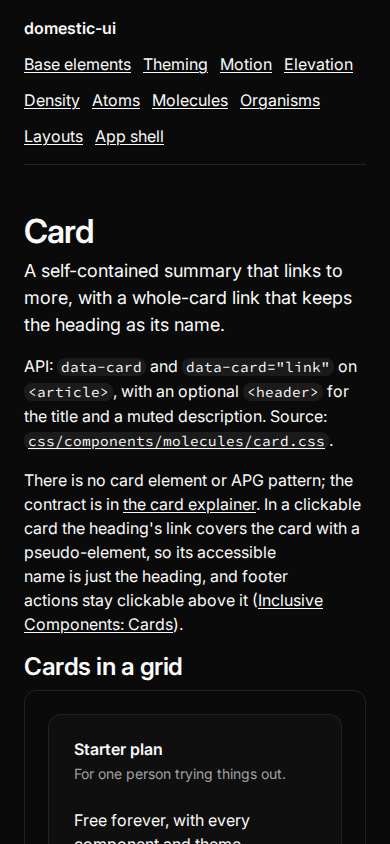 domestic-ui
Base elements Theming Motion Elevation
Density Atoms Molecules Organisms
Layouts App shell
Card
A self-contained summary that links to
more, with a whole-card link that keeps
the heading as its name.
API: data-card and data-card="link" on
<article>, with an optional <header> for
the title and a muted description. Source:
css/components/molecules/card.css.
There is no card element or APG pattern; the
contract is in the card explainer. In a clickable
card the heading's link covers the card with a
pseudo-element, so its accessible
name is just the heading, and footer
actions stay clickable above it (Inclusive
Components: Cards).
Cards in a grid
Starter plan
For one person trying things out.
Free forever, with every
component and theme